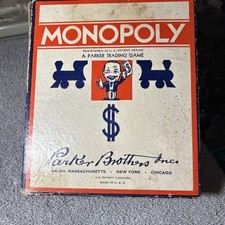 MONOPOLY
REGISTERED IN U. S. PATENT OFFICE
A PARKER TRADING GAME
$
Parker Brothers Inc.
SALEM, MASSACHUSETTS · NEW YORK · CHICAGO
MADE IN U. S. A.